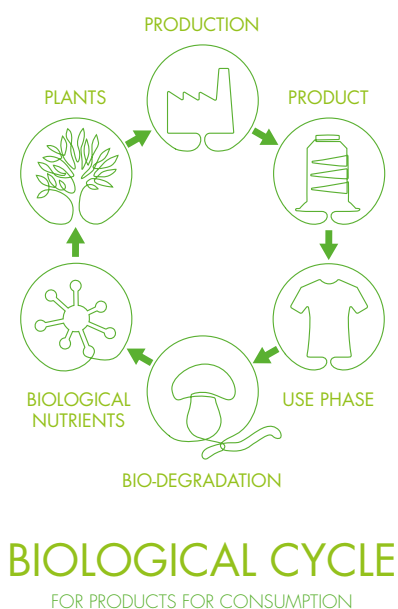 PRODUCTION
PLANTS
PRODUCT
BIOLOGICAL
NUTRIENTS
USE PHASE
BIO-DEGRADATION
BIOLOGICAL CYCLE
FOR PRODUCTS FOR CONSUMPTION